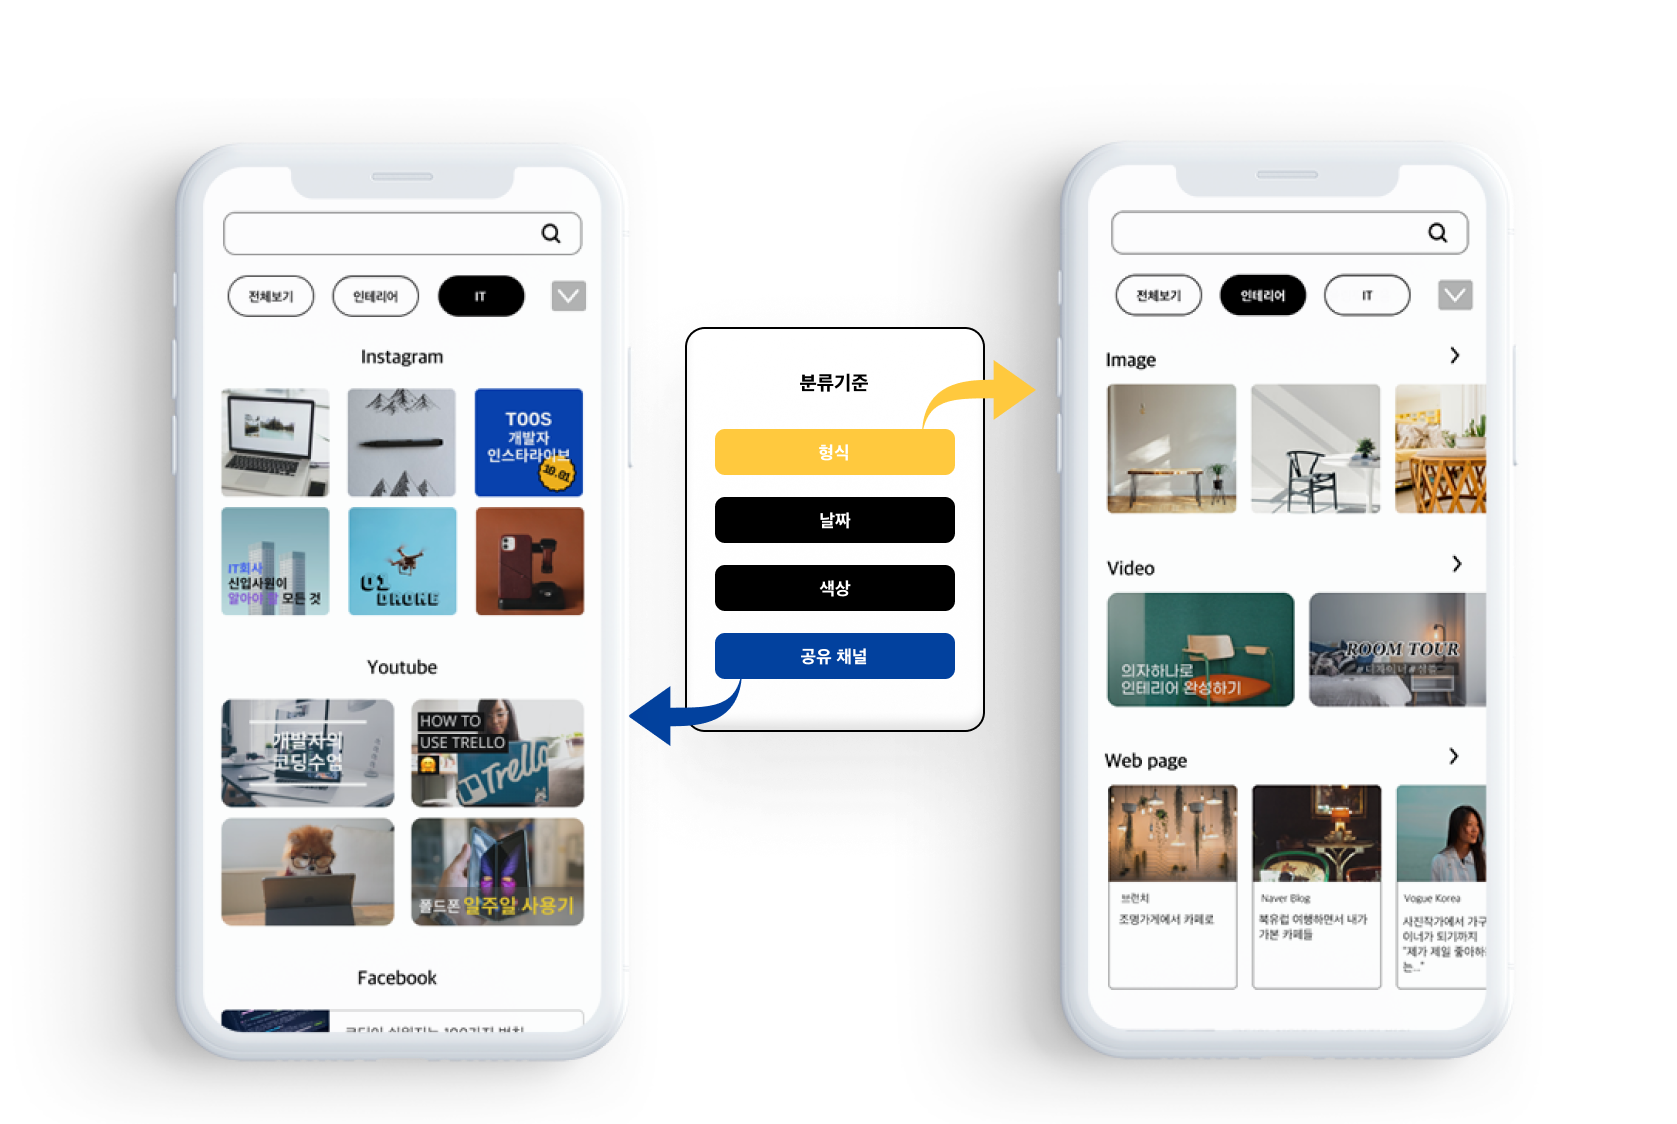 전체보기
인테리어
IT
Instagram
TOOS
개발자
인스타라이브
10.01
IT회사
신입사원이
알아야 할 모든 것
01
DRONE
Youtube
개발자의
코딩수업
HOW TO
USE TRELLO
Trello
폴드폰 일주일 사용기
Facebook
분류기준
형식
날짜
색상
공유 채널
전체보기
인테리어
IT
Image
Video
의자하나로
인테리어 완성하기
ROOM TOUR
Web page
브런치
조명가게에서 카페로
Naver Blog
북유럽 여행하면서 내가
가본 카페들
Vogue Korea
사진작가에서 가구
이너가 되기까지
"제가 제일 좋아하
는..."